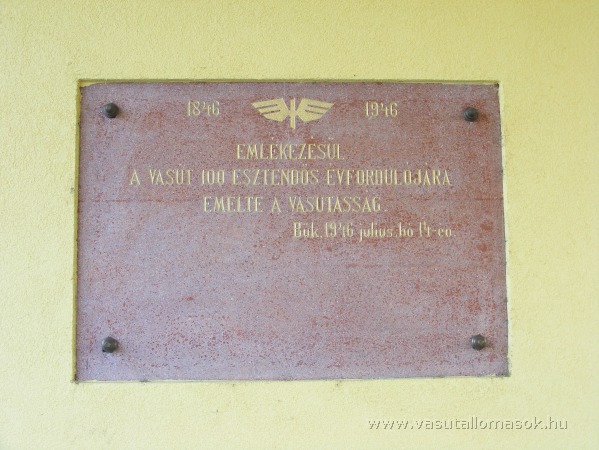 1846 1946
EMLÉKEZÉSÜL
A VASÚT 100 ESZTENDŐS ÉVFORDULÓJÁRA
EMELTE A VASUTASSÁG.
Bük, 1946 július hó 14-én.
www.vasutallomasok.hu